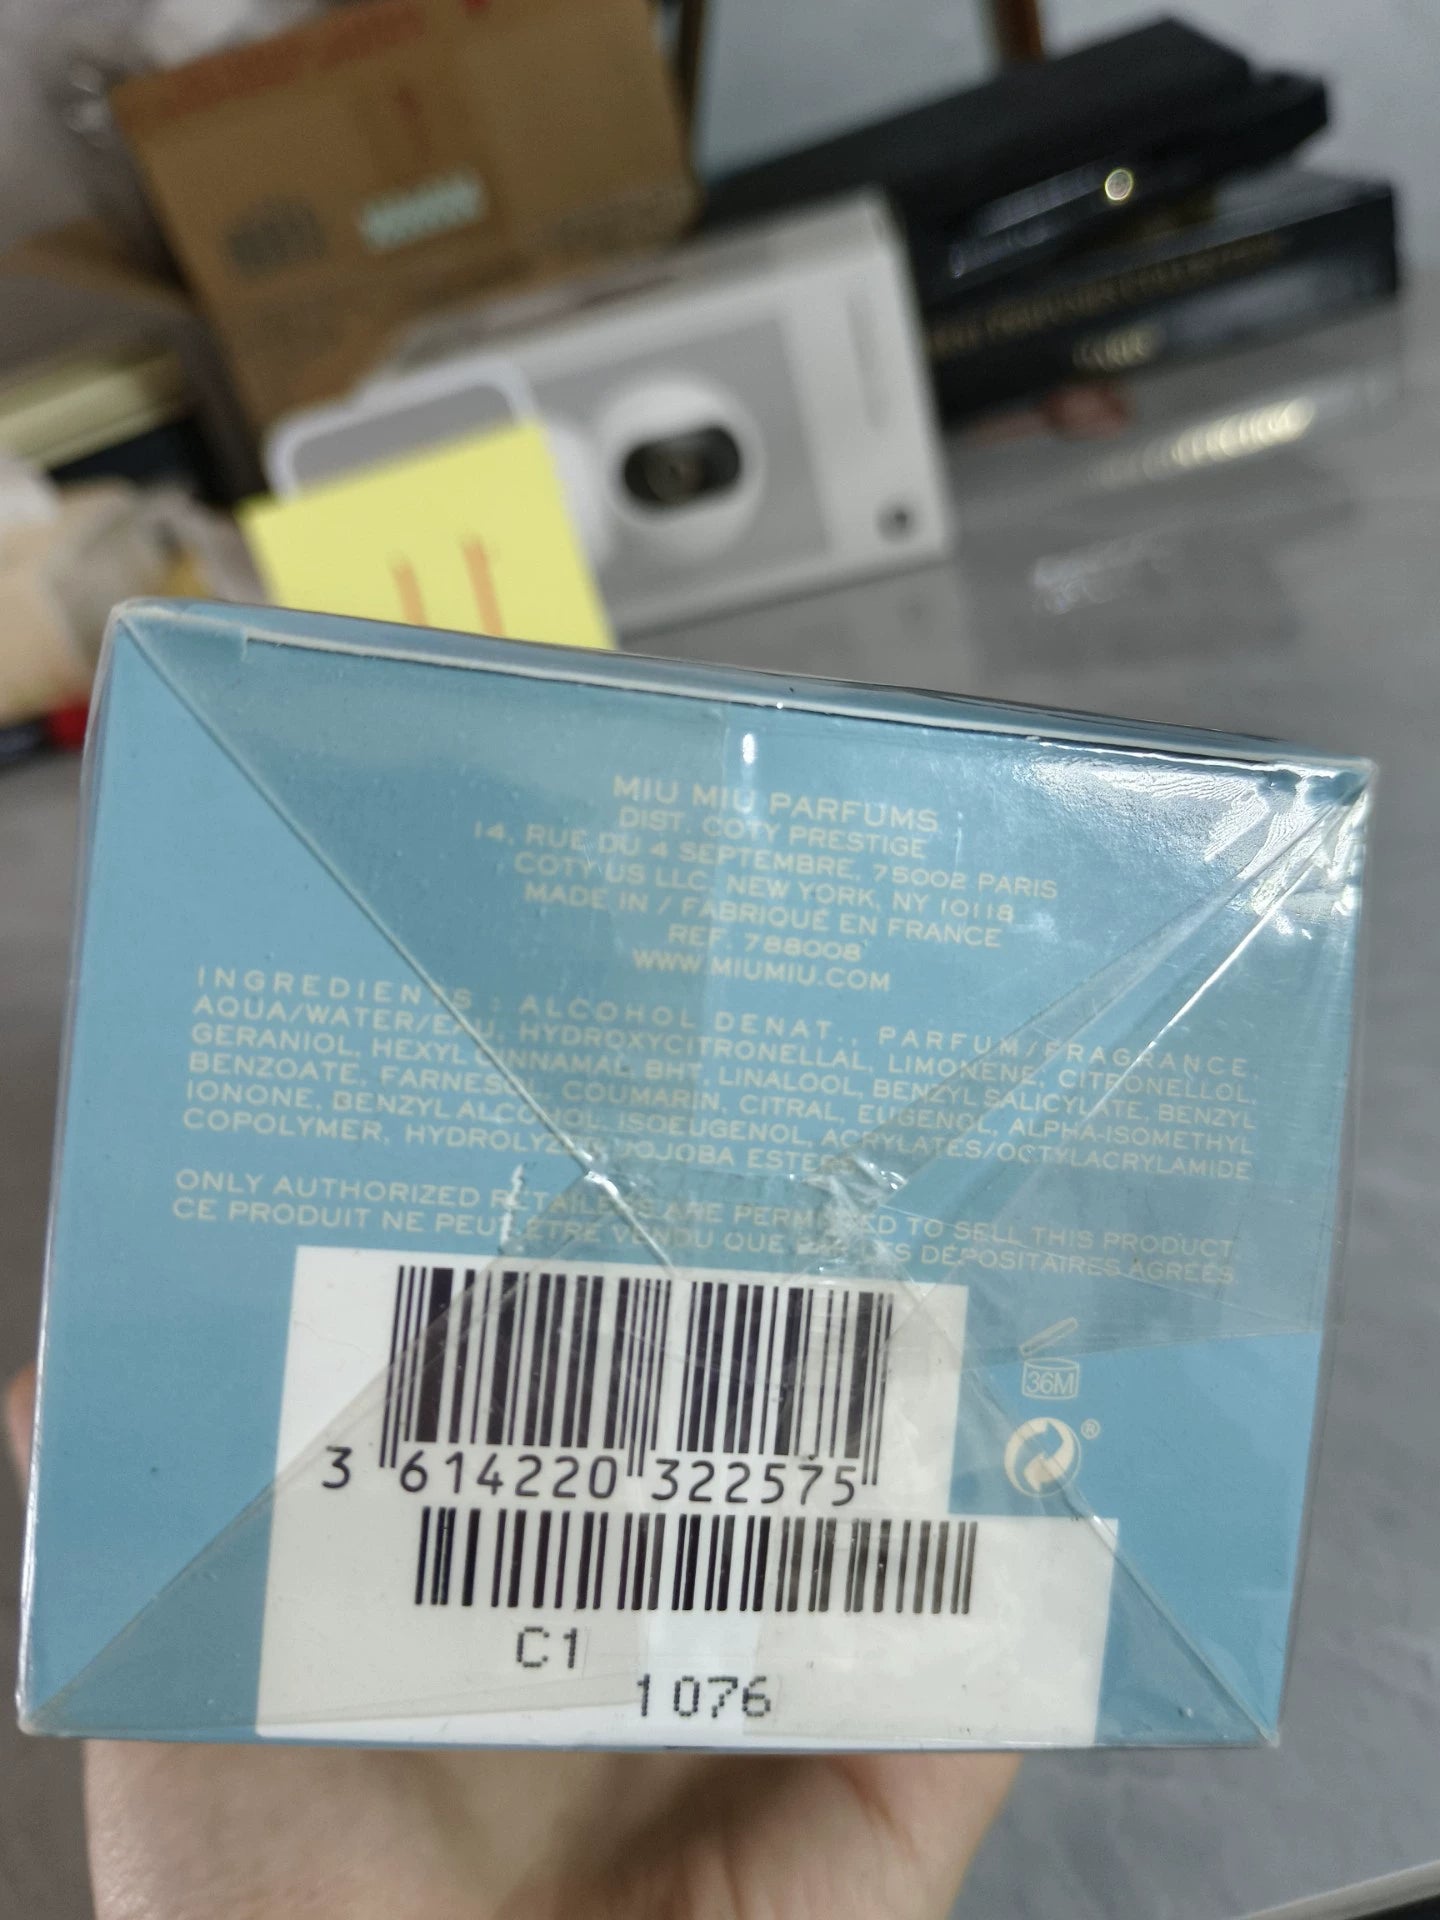 MIU MIU PARFUMS
DIST. COTY PRESTIGE
14, RUE DU 4 SEPTEMBRE, 75002 PARIS
COTY US LLC, NEW YORK, NY 10118
MADE IN / FABRIQUÉ EN FRANCE
REF. 788008
WWW.MIUMIU.COM
INGREDIENTS : ALCOHOL DENAT., PARFUM/FRAGRANCE,
AQUA/WATER/EAU, HYDROXYCITRONELLAL, LIMONENE, CITRONELLOL,
GERANIOL, HEXYL CINNAMAL, BHT, LINALOOL, BENZYL SALICYLATE, BENZYL
BENZOATE, FARNESOL, COUMARIN, CITRAL, EUGENOL, ALPHA-ISOMETHYL
IONONE, BENZYL ALCOHOL, ISOEUGENOL, ACRYLATES/OCTYLACRYLAMIDE
COPOLYMER, HYDROLYZED JOJOBA ESTERS
ONLY AUTHORIZED RETAILERS ARE PERMITTED TO SELL THIS PRODUCT.
CE PRODUIT NE PEUT ÊTRE VENDU QUE PAR LES DÉPOSITAIRES AGRÉÉS.
36M
®
3 614220 322575
C1
1076